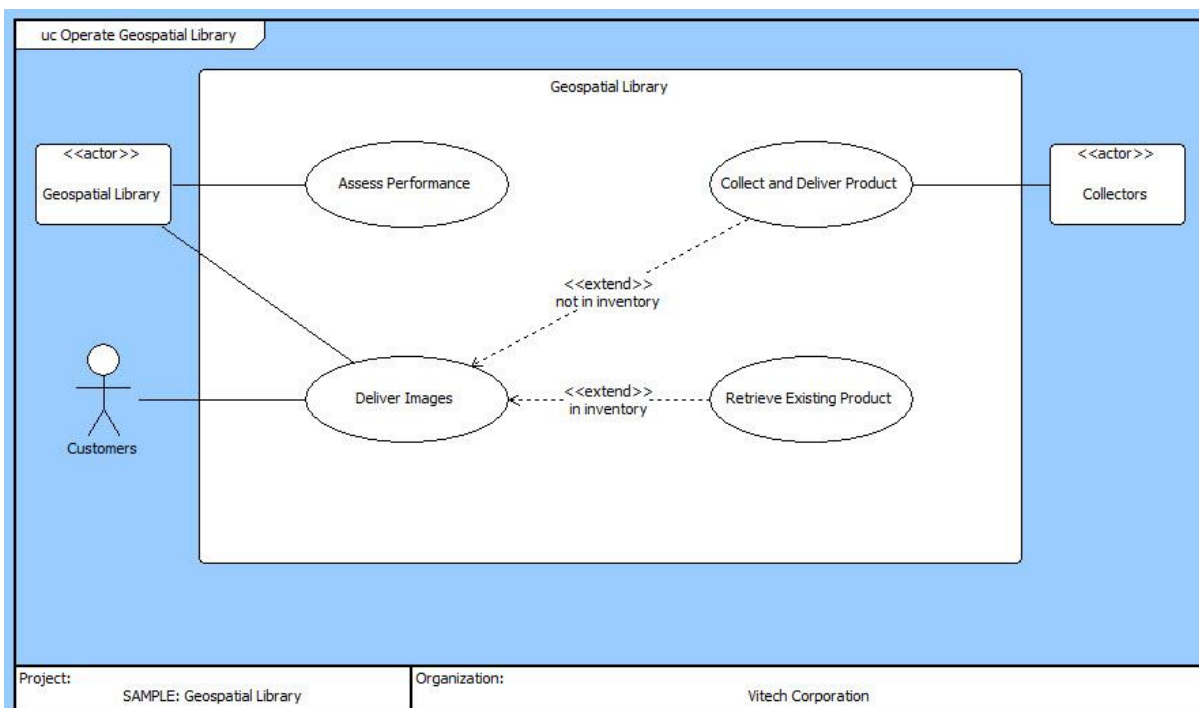 uc Operate Geospatial Library
Geospatial Library
<<actor>>
Geospatial Library
Assess Performance
Collect and Deliver Product
<<actor>>
Collectors
<<extend>>
not in inventory
Customers
Deliver Images
<<extend>>
in inventory
Retrieve Existing Product
Project:
SAMPLE: Geospatial Library
Organization:
Vitech Corporation